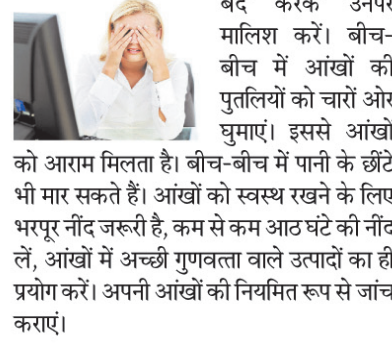 बंद करके उनपर
मालिश करें। बीच-
बीच में आंखों की
पुतलियों को चारों ओर
घुमाएं। इससे आंखों
को आराम मिलता है। बीच-बीच में पानी के छींटे
भी मार सकते हैं। आंखों को स्वस्थ रखने के लिए
भरपूर नींद जरूरी है, कम से कम आठ घंटे की नींद
लें, आंखों में अच्छी गुणवत्ता वाले उत्पादों का ही
प्रयोग करें। अपनी आंखों की नियमित रूप से जांच
कराएं।